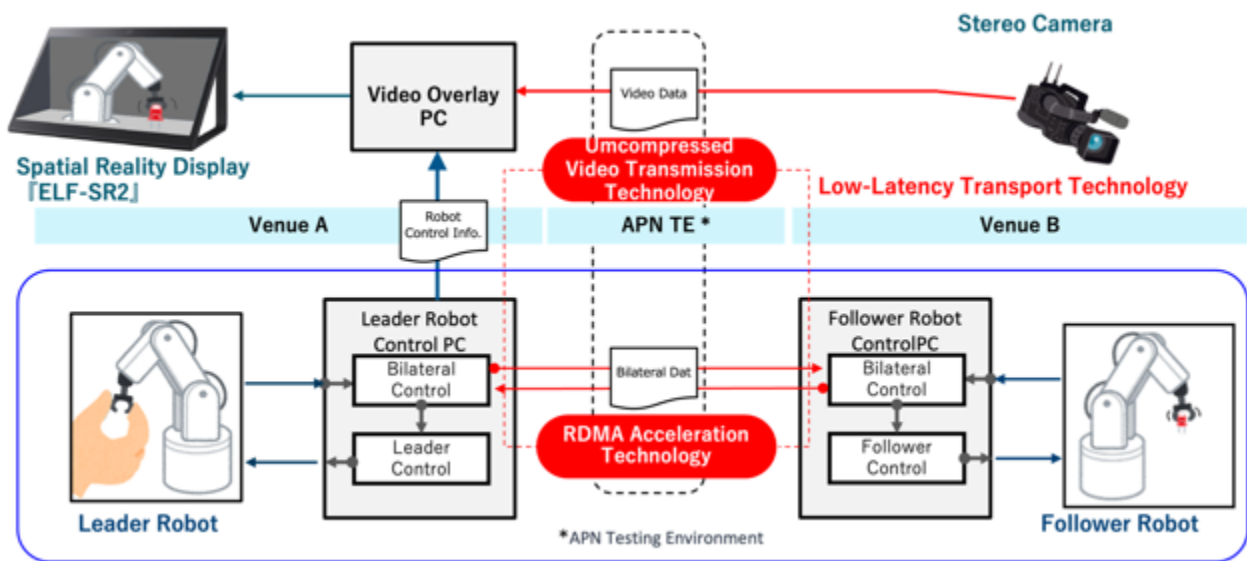 Stereo Camera
Video Overlay
PC
Video Data
Umcompressed
Video Transmission
Technology
Spatial Reality Display
『ELF-SR2』
Low-Latency Transport Technology
Venue A
Robot
Control Info.
APN TE *
Venue B
Leader Robot
Control PC
Bilateral
Control
Leader
Control
Leader Robot
Bilateral Dat
RDMA Acceleration
Technology
Follower Robot
ControlPC
Bilateral
Control
Follower
Control
Follower Robot
*APN Testing Environment